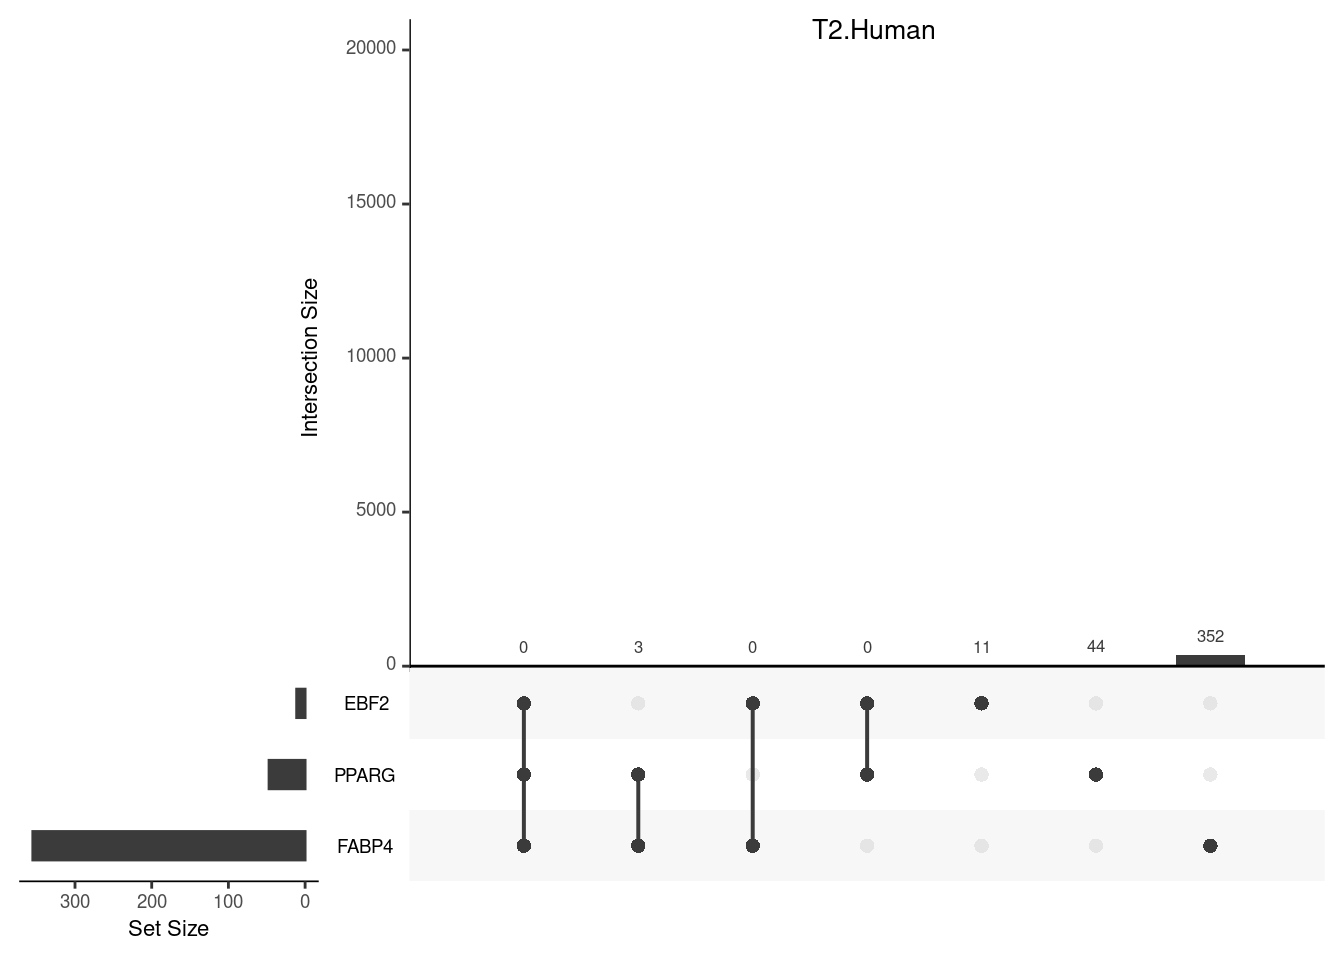 T2.Human
20000
15000
10000
5000
0
Intersection Size
0 3 0 0 11 44 352
EBF2
PPARG
FABP4
300 200 100 0
Set Size